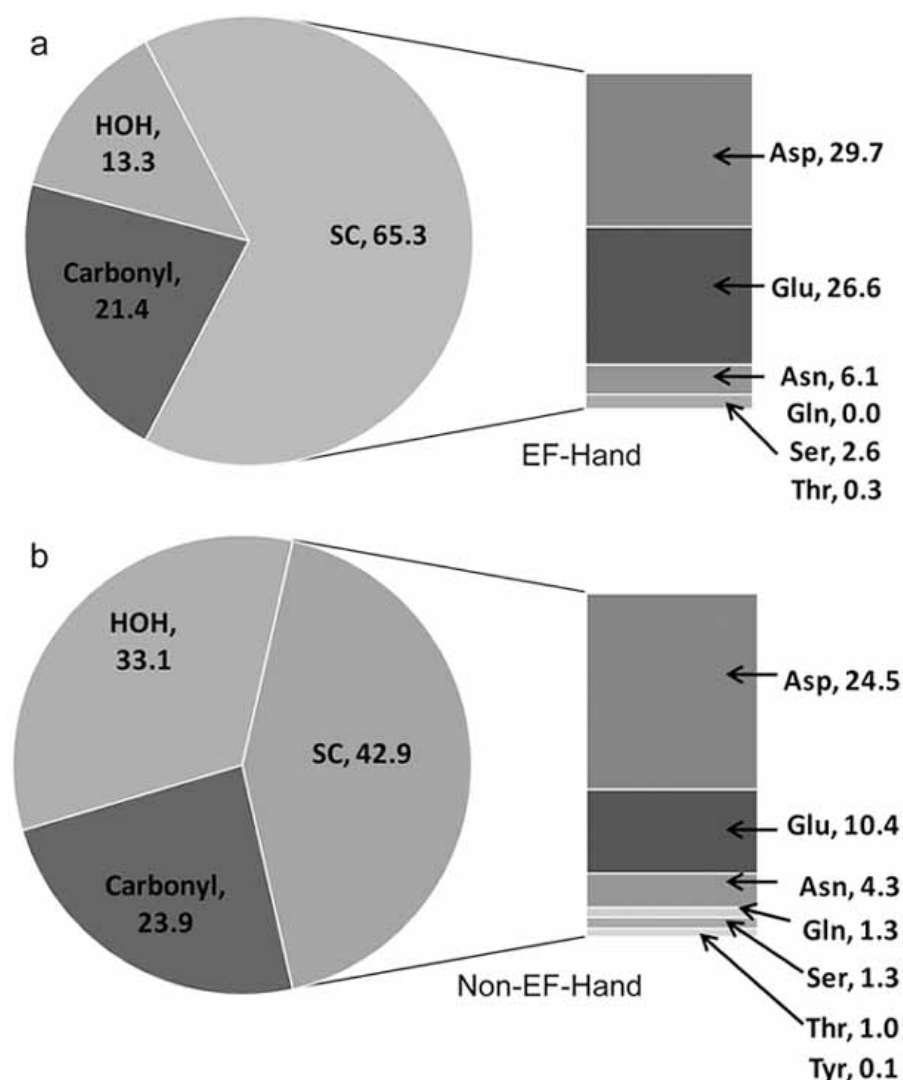 a
HOH,
13.3
SC, 65.3
Carbonyl,
21.4
Asp, 29.7
Glu, 26.6
Asn, 6.1
Gln, 0.0
Ser, 2.6
Thr, 0.3
EF-Hand
b
HOH,
33.1
SC, 42.9
Carbonyl,
23.9
Asp, 24.5
Glu, 10.4
Asn, 4.3
Gln, 1.3
Ser, 1.3
Thr, 1.0
Tyr, 0.1
Non-EF-Hand